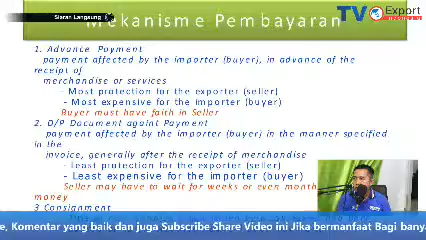 Siaran Langsung
Mekanisme Pembayaran
TV Export
1. Advance Payment
payment affected by the importer (buyer), in advance of the
receipt of
merchandise or services
- Most protection for the exporter (seller)
- Most expensive for the importer (buyer)
Buyer must have faith in Seller
2. D/P Document againt Payment
payment affected by the importer (buyer) in the manner specified
in the
invoice, generally after the receipt of merchandise
- Least protection for the exporter (seller)
- Least expensive for the importer (buyer)
Seller may have to wait for weeks or even month
money
3 Consignment
e, Komentar yang baik dan juga Subscribe Share Video ini Jika bermanfaat Bagi banya